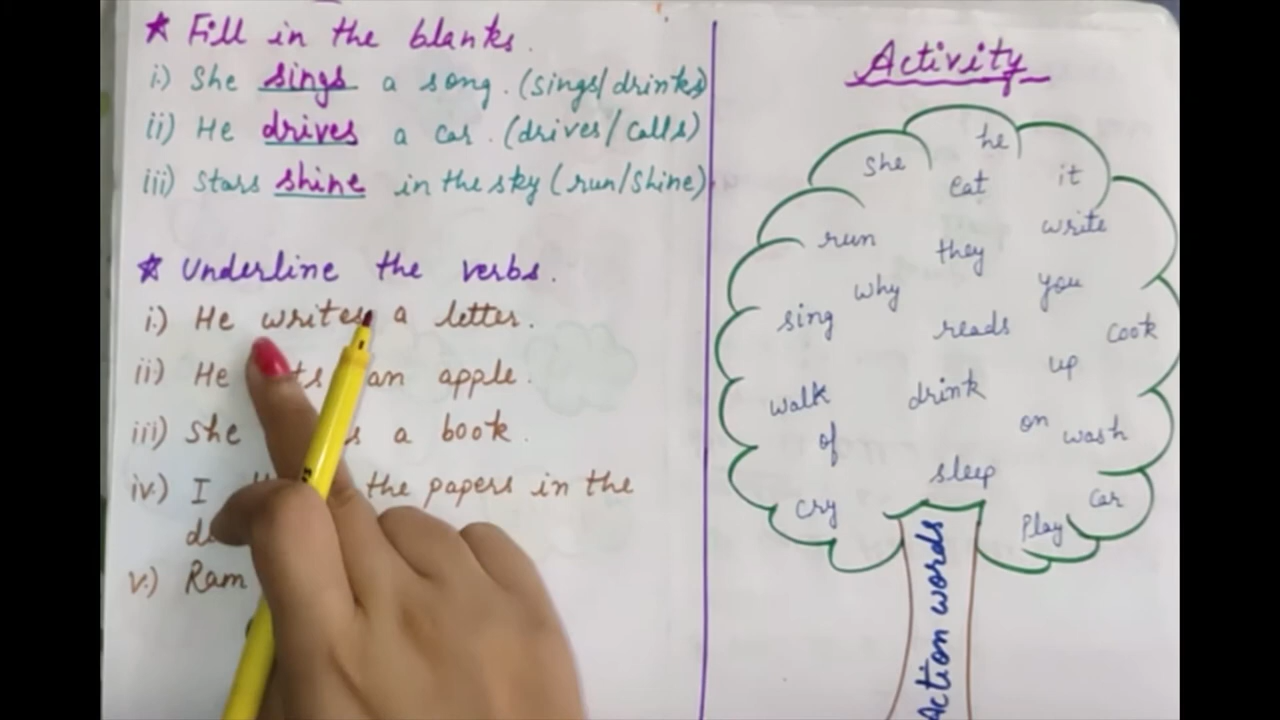 ★ Fill in the blanks.
i.) She sings a song. (sings/drinks)
ii) He drives a car. (drives/calls)
iii) Stars shine in the sky (run/shine)
★ Underline the verbs.
i.) He writes a letter.
ii) He an apple.
iii) She a book.
iv.) I the papers in the
v.) Ram
Activity
he
she
eat
it
run
they
write
why
you
sing
reads
cook
up
walk
drink
on
of
wash
sleep
cry
car
Play
Action words